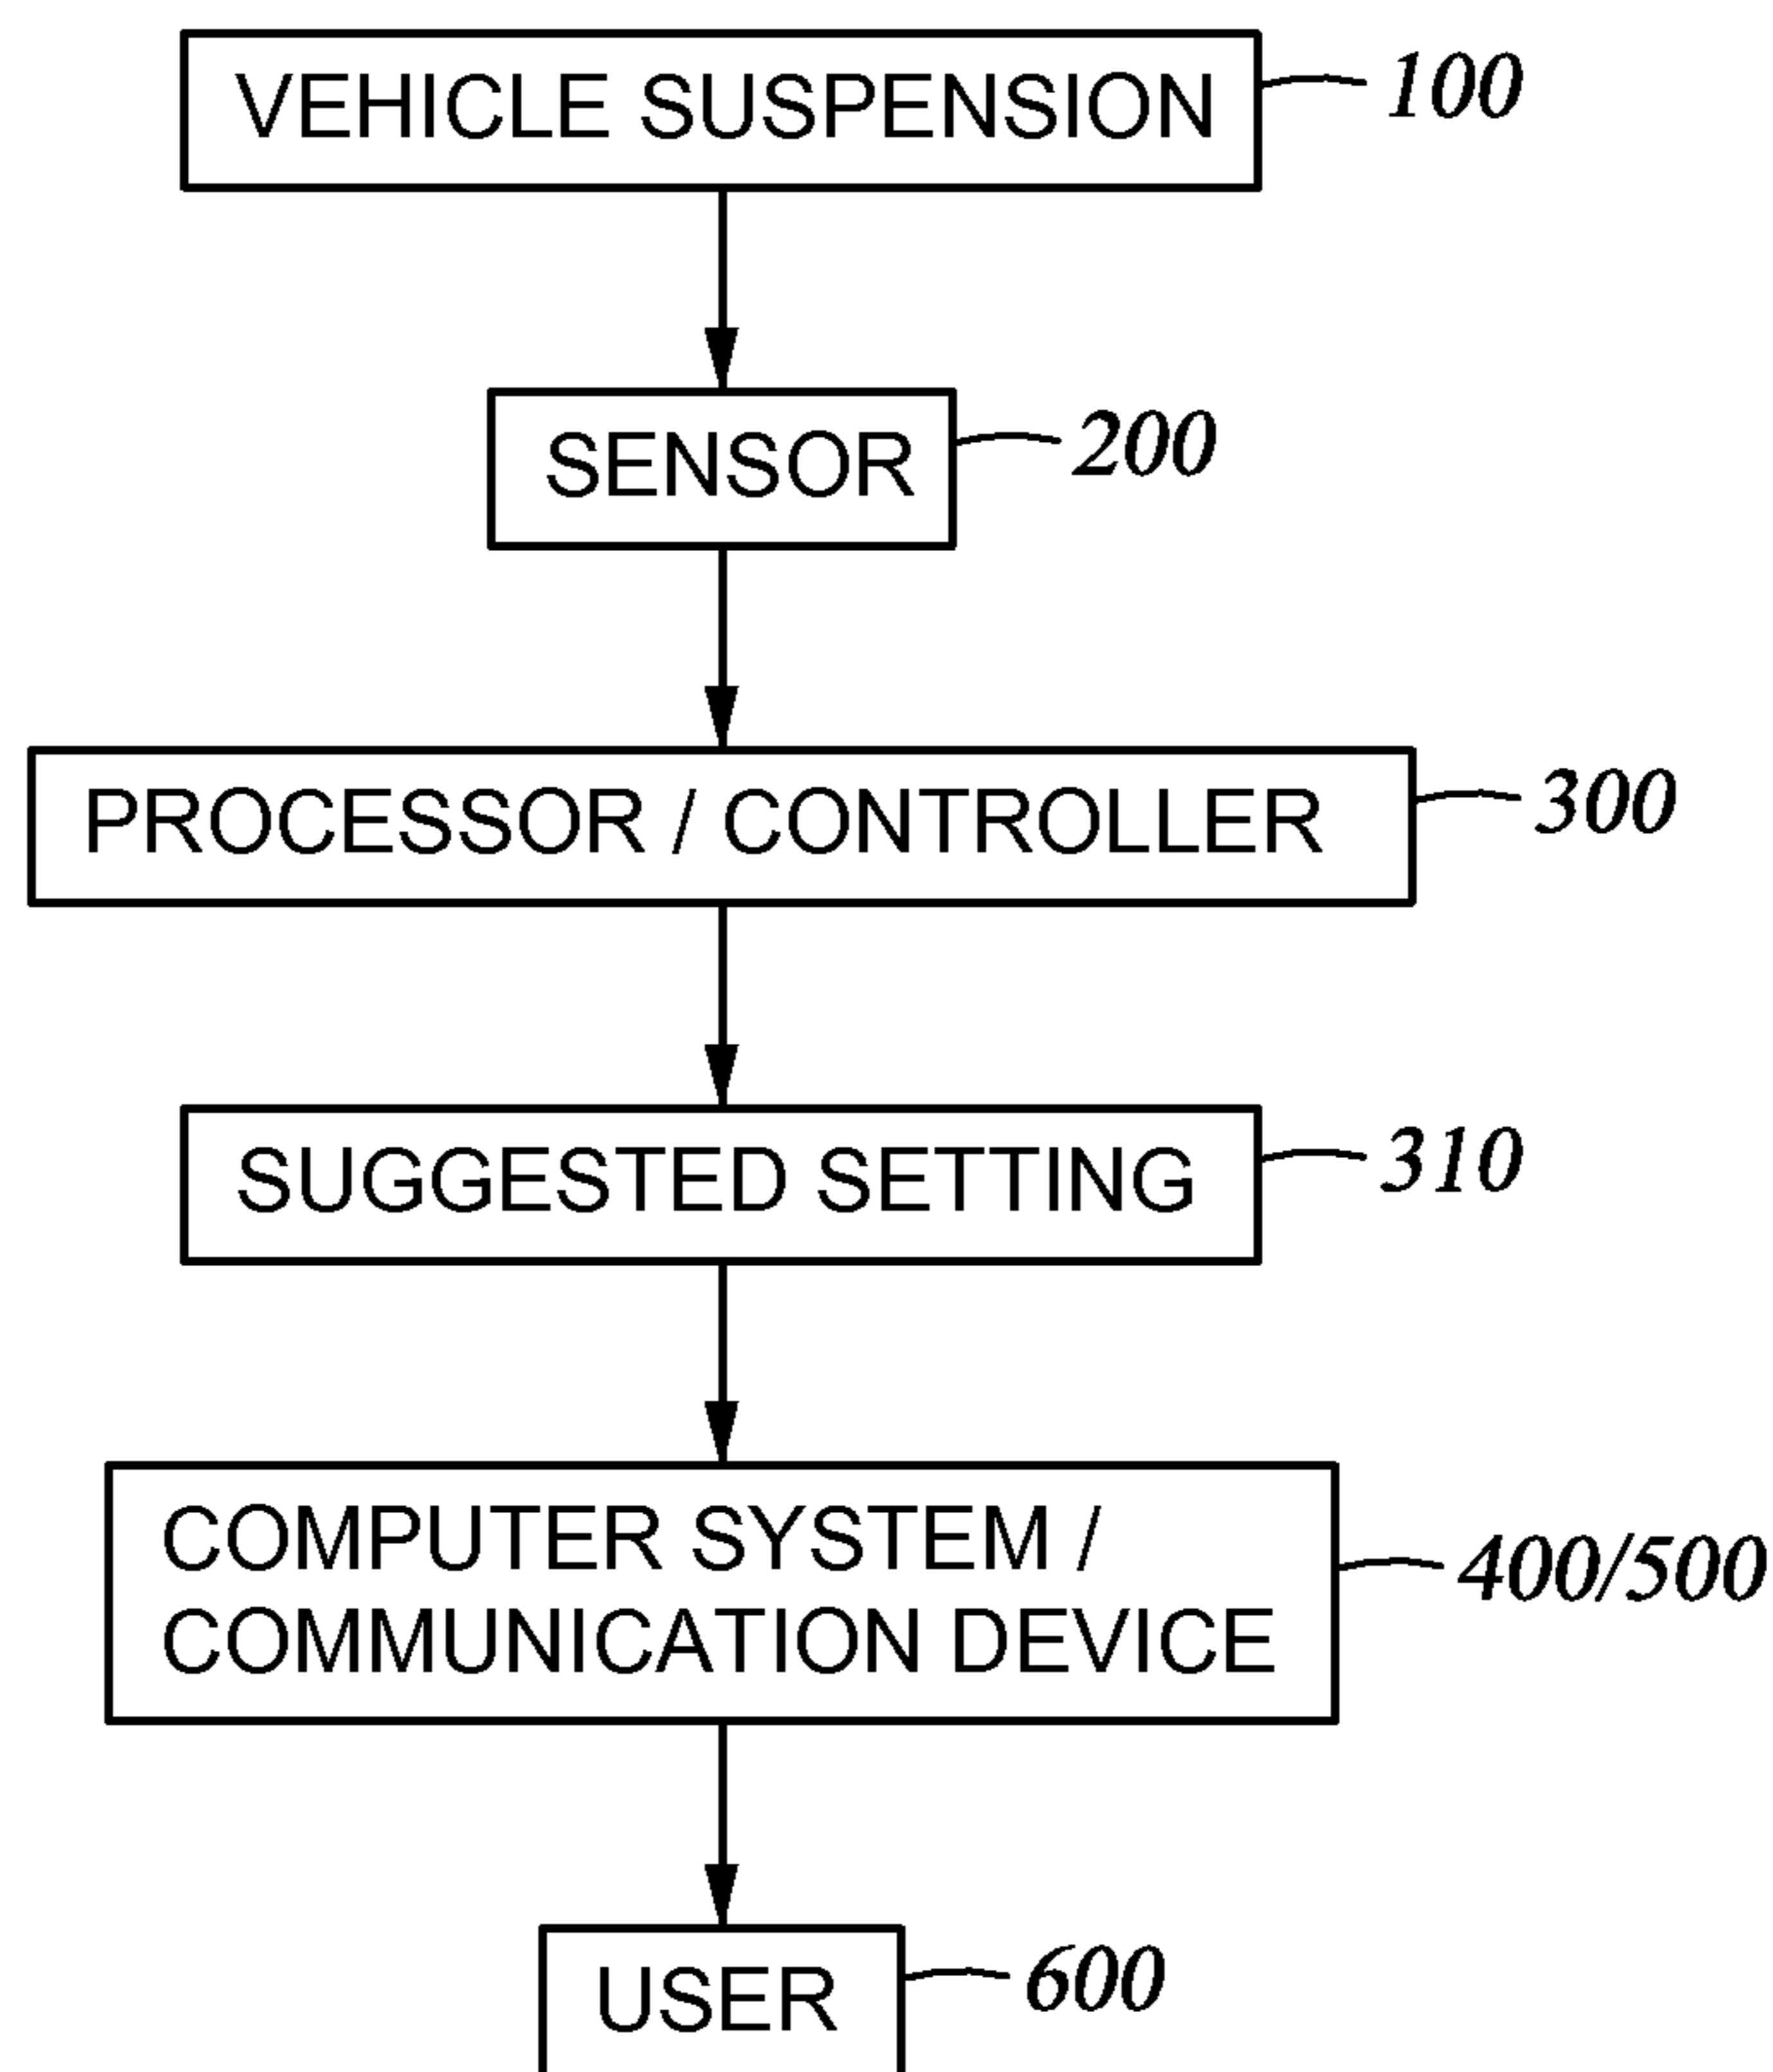 VEHICLE SUSPENSION
100
SENSOR
200
PROCESSOR / CONTROLLER
300
SUGGESTED SETTING
310
COMPUTER SYSTEM /
COMMUNICATION DEVICE
400/500
USER
600